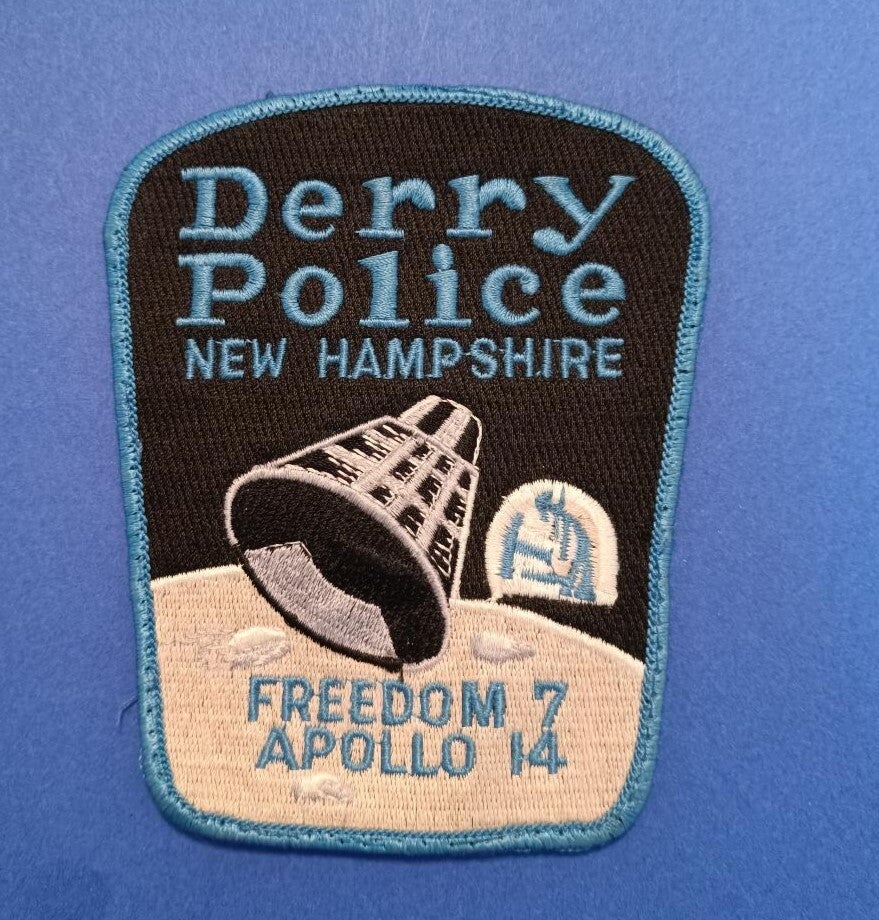 Derry
Police
NEW HAMPSHIRE
FREEDOM 7
APOLLO 14